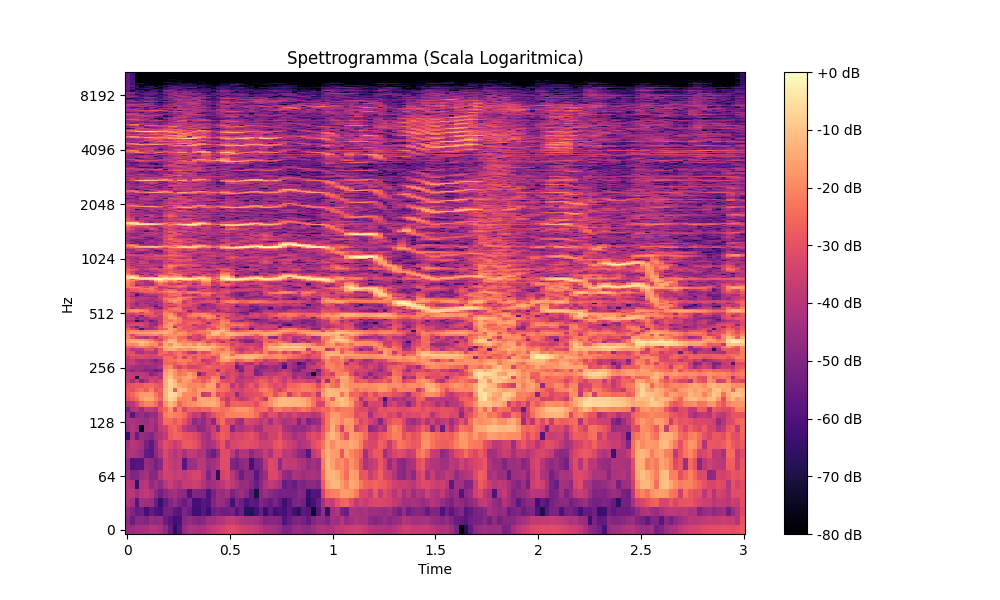 Spettrogramma (Scala Logaritmica)
Hz
8192
4096
2048
1024
512
256
128
64
0
0 0.5 1 1.5 2 2.5 3
Time
+0 dB
-10 dB
-20 dB
-30 dB
-40 dB
-50 dB
-60 dB
-70 dB
-80 dB